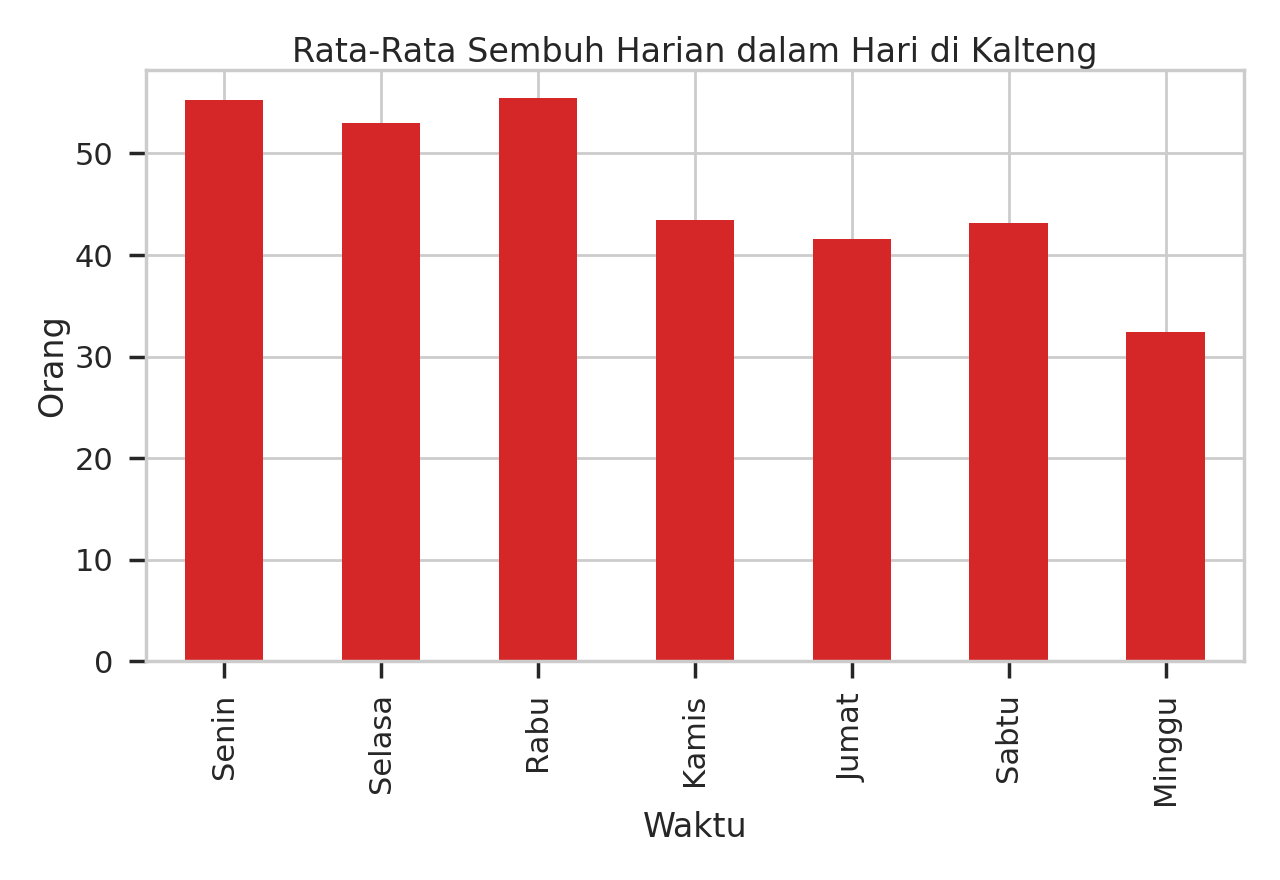 Rata-Rata Sembuh Harian dalam Hari di Kalteng
Orang
50
40
30
20
10
0
Senin
Selasa
Rabu
Kamis
Jumat
Sabtu
Minggu
Waktu